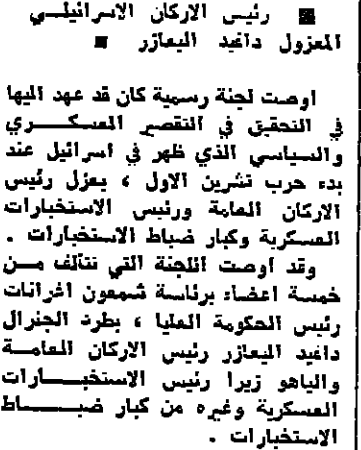 ■ رئيس الاركان الاسرائيلي
المعزول دافيد اليعازر ■
اوصت لجنة رسمية كان قد عهد اليها
في التحقيق في التقصير العسكري
والسياسي الذي ظهر في اسرائيل عند
بدء حرب تشرين الاول ، بعزل رئيس
الاركان العامة ورئيس الاستخبارات
العسكرية وكبار ضباط الاستخبارات .
وقد اوصت اللجنة التي تتألف من
خمسة اعضاء برئاسة شمعون اغرانات
رئيس الحكومة العليا ، بطرد الجنرال
دافيد اليعازر رئيس الاركان العامة
والياهو زيرا رئيس الاستخبارات
العسكرية وغيره من كبار ضباط
الاستخبارات .